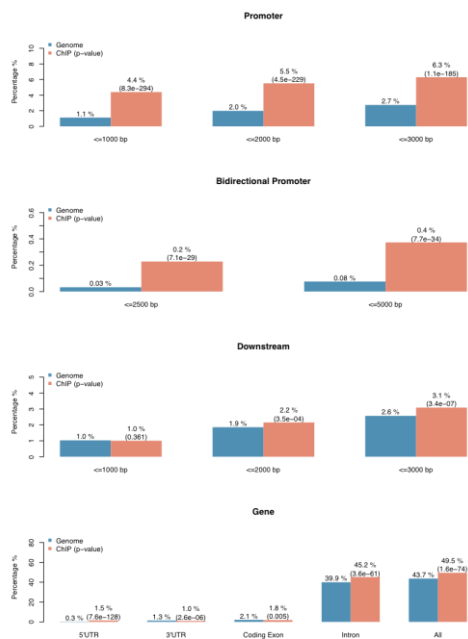 Promoter
Genome
ChIP (p-value)
Percentage %
0 2 4 6 8 10
1.1 %
4.4 %
(8.3e−294)
2.0 %
5.5 %
(4.5e−229)
2.7 %
6.3 %
(1.1e−185)
<=1000 bp <=2000 bp <=3000 bp
Bidirectional Promoter
Genome
ChIP (p-value)
Percentage %
0.0 0.2 0.4 0.6
0.03 %
0.2 %
(7.1e−29)
0.08 %
0.4 %
(7.7e−34)
<=2500 bp <=5000 bp
Downstream
Genome
ChIP (p-value)
Percentage %
0 1 2 3 4 5
1.0 %
1.0 %
(0.361)
1.9 %
2.2 %
(3.5e−04)
2.6 %
3.1 %
(3.4e−07)
<=1000 bp <=2000 bp <=3000 bp
Gene
Genome
ChIP (p-value)
Percentage %
0 20 40 60 80
0.3 %
1.5 %
(7.6e−128)
1.3 %
1.0 %
(2.6e−06)
2.1 %
1.8 %
(0.005)
39.9 %
45.2 %
(3.6e−61)
43.7 %
49.5 %
(1.6e−74)
5'UTR 3'UTR Coding Exon Intron All